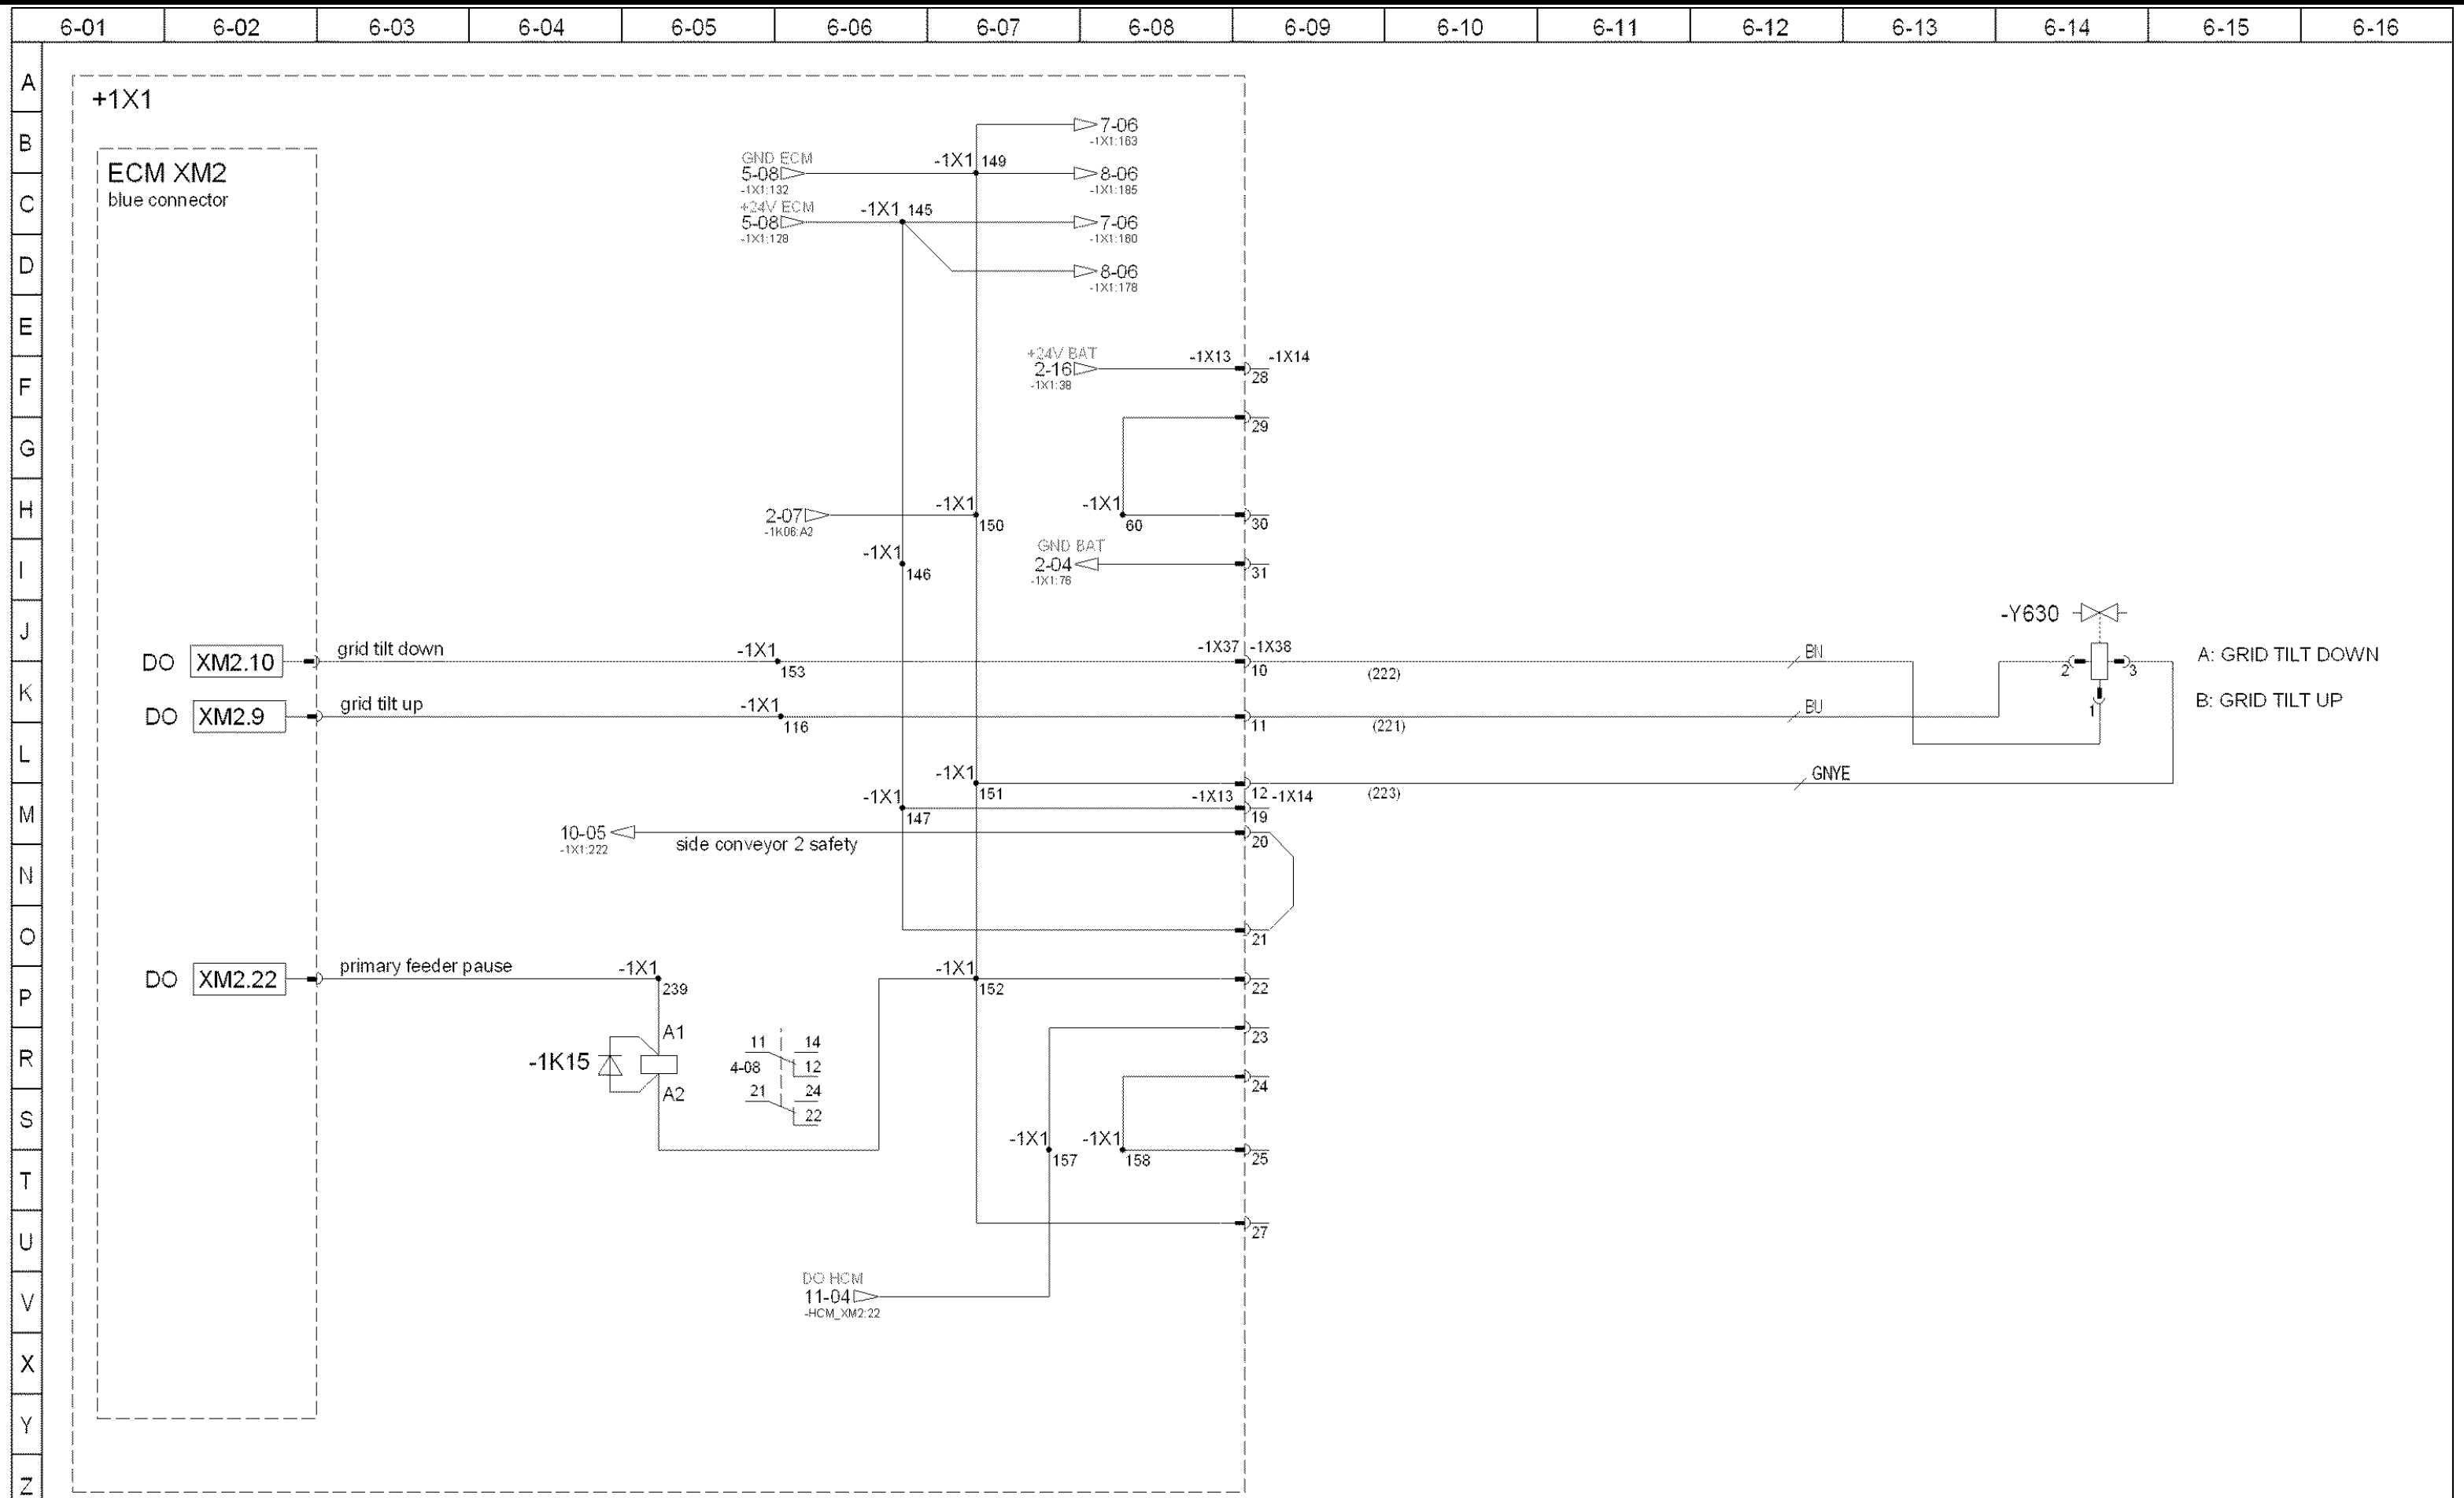 6-01 6-02 6-03 6-04 6-05 6-06 6-07 6-08 6-09 6-10 6-11 6-12 6-13 6-14 6-15 6-16
A
+1X1
B
7-06
-1X1:163
GND ECM
-1X1 149
ECM XM2
5-08
8-06
-1X1:132
-1X1:185
blue connector
C
+24V ECM
-1X1 145
5-08
7-06
-1X1:128
-1X1:160
D
8-06
-1X1:178
E
+24V BAT
-1X13 -1X14
2-16
28
-1X1:38
F
29
G
H
-1X1
-1X1
2-07
150
60
30
-1K06:A2
GND BAT
-1X1
2-04
I
146
31
-1X1:76
-Y630
J
grid tilt down
-1X1
-1X37 -1X38
BN
A: GRID TILT DOWN
DO XM2.10
153
10
(222)
2 3
K
grid tilt up
-1X1
BU
B: GRID TILT UP
1
DO XM2.9
116
11
(221)
L
-1X1
GNYE
151
12
(223)
-1X1
-1X13 -1X14
M
147
19
10-05
side conveyor 2 safety
20
-1X1:222
N
O
21
primary feeder pause
-1X1
-1X1
DO XM2.22
239
152
22
P
A1
23
-1K15
11 14
R
4-08
12
24
A2
21 24
S
22
-1X1
-1X1
157
158
25
T
27
U
DO HCM
V
11-04
-HCM_XM2:22
X
Y
Z